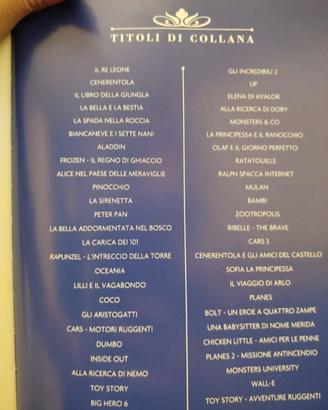 TITOLI DI COLLANA
IL RE LEONE
CENERENTOLA
IL LIBRO DELLA GIUNGLA
LA BELLA E LA BESTIA
LA SPADA NELLA ROCCIA
BIANCANEVE E I SETTE NANI
ALADDIN
FROZEN - IL REGNO DI GHIACCIO
ALICE NEL PAESE DELLE MERAVIGLIE
PINOCCHIO
LA SIRENETTA
PETER PAN
LA BELLA ADDORMENTATA NEL BOSCO
LA CARICA DEI 101
RAPUNZEL - L'INTRECCIO DELLA TORRE
OCEANIA
LILLI E IL VAGABONDO
COCO
GLI ARISTOGATTI
CARS - MOTORI RUGGENTI
DUMBO
INSIDE OUT
ALLA RICERCA DI NEMO
TOY STORY
BIG HERO 6
GLI INCREDIBILI 2
UP
ELENA DI AVALOR
ALLA RICERCA DI DORY
MONSTERS & CO
LA PRINCIPESSA E IL RANOCCHIO
OLAF E IL GIORNO PERFETTO
RATATOUILLE
RALPH SPACCA INTERNET
MULAN
BAMBI
ZOOTROPOLIS
RIBELLE - THE BRAVE
CARS 3
CENERENTOLA E GLI AMICI DEL CASTELLO
SOFIA LA PRINCIPESSA
IL VIAGGIO DI ARLO
PLANES
BOLT - UN EROE A QUATTRO ZAMPE
UNA BABYSITTER DI NOME MERIDA
CHICKEN LITTLE - AMICI PER LE PENNE
PLANES 2 - MISSIONE ANTINCENDIO
MONSTERS UNIVERSITY
WALL-E
TOY STORY - AVVENTURE RUGGENTI